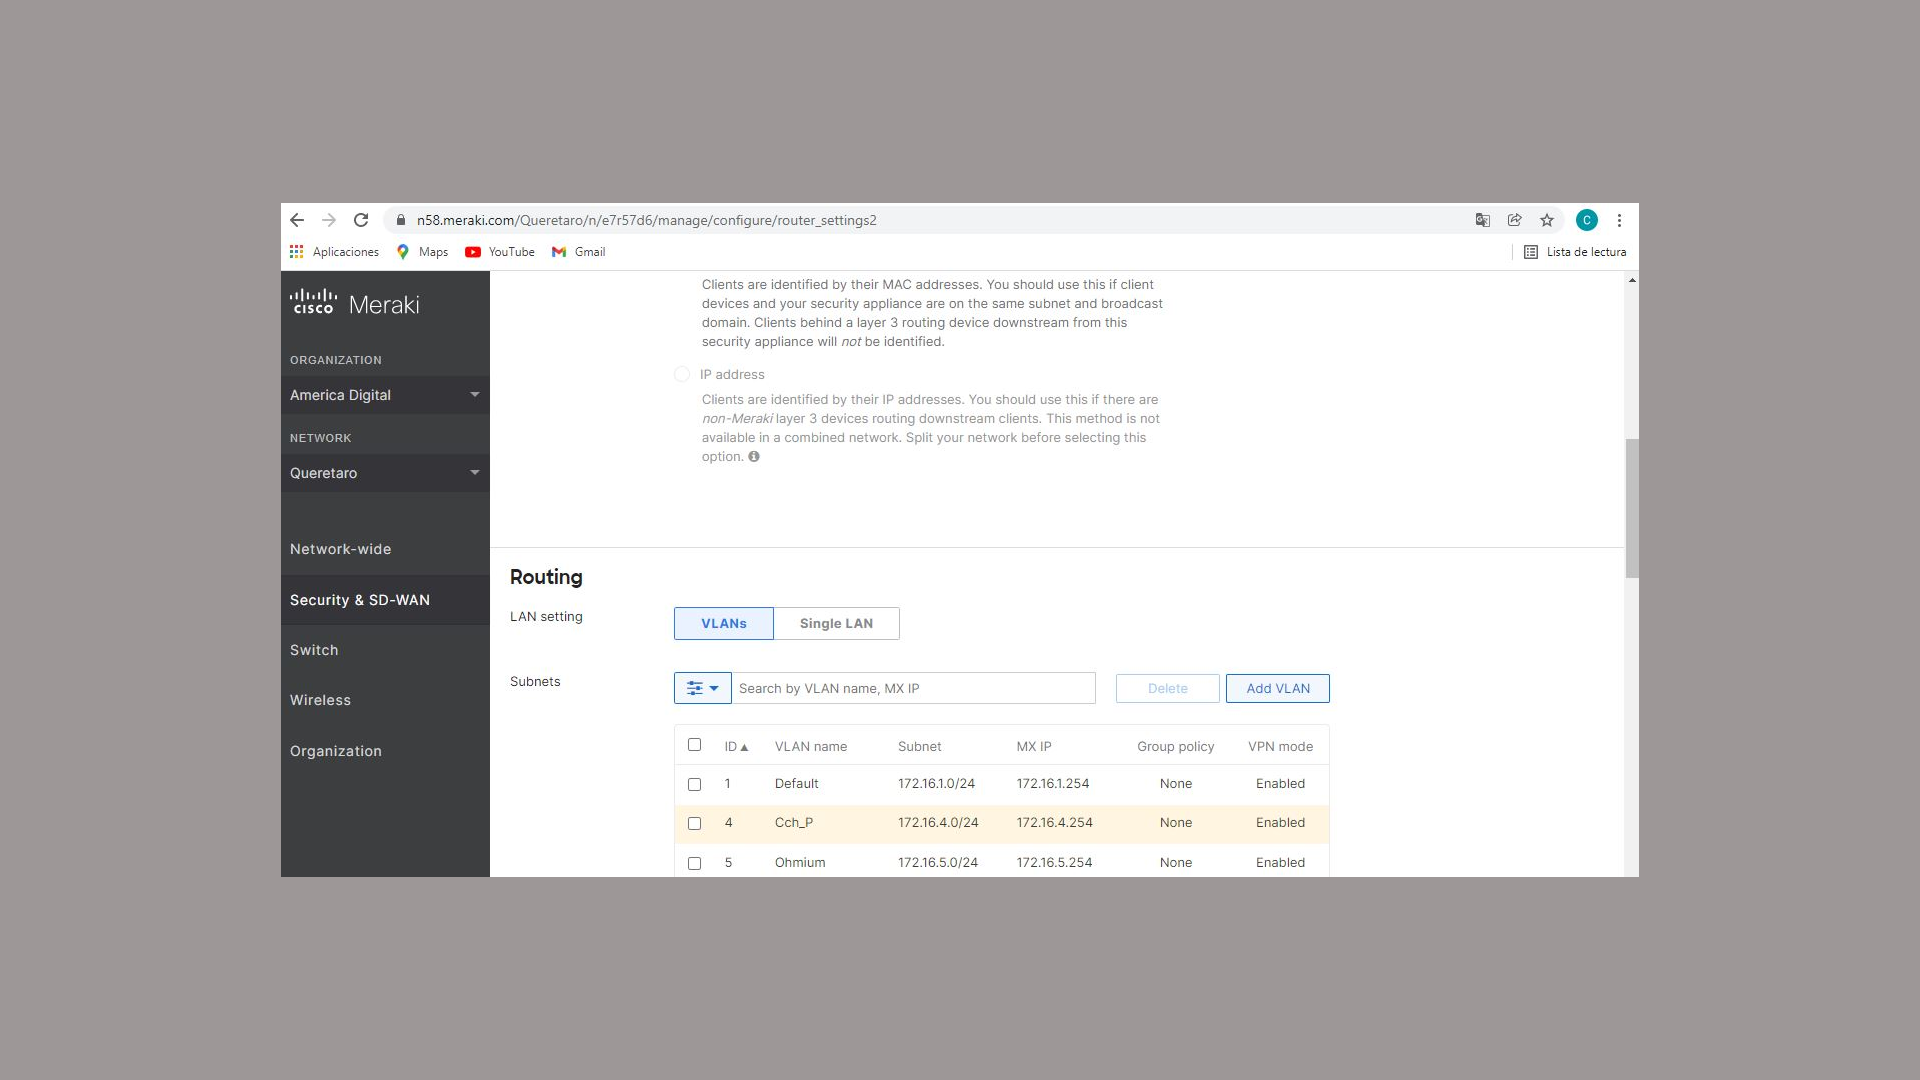 n58.meraki.com/Queretaro/n/e7r57d6/manage/configure/router_settings2
C
Aplicaciones Maps YouTube Gmail Lista de lectura
CISCO Meraki
ORGANIZATION
America Digital
NETWORK
Queretaro
Network-wide
Security & SD-WAN
Switch
Wireless
Organization
Clients are identified by their MAC addresses. You should use this if client
devices and your security appliance are on the same subnet and broadcast
domain. Clients behind a layer 3 routing device downstream from this
security appliance will not be identified.
IP address
Clients are identified by their IP addresses. You should use this if there are
non-Meraki layer 3 devices routing downstream clients. This method is not
available in a combined network. Split your network before selecting this
option.
Routing
LAN setting VLANs Single LAN
Subnets Search by VLAN name, MX IP Delete Add VLAN
ID▲ VLAN name Subnet MX IP Group policy VPN mode
1 Default 172.16.1.0/24 172.16.1.254 None Enabled
4 Cch_P 172.16.4.0/24 172.16.4.254 None Enabled
5 Ohmium 172.16.5.0/24 172.16.5.254 None Enabled